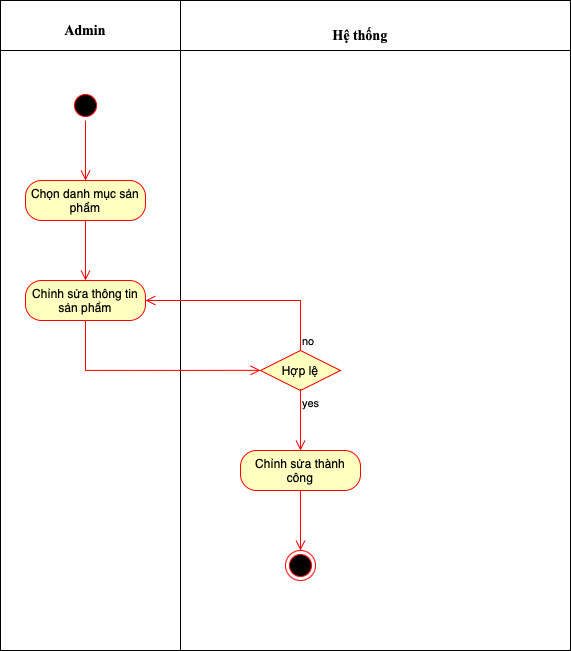 Admin
Hệ thống
Chọn danh mục sản
phẩm
Chỉnh sửa thông tin
sản phẩm
no
Hợp lệ
yes
Chỉnh sửa thành
công